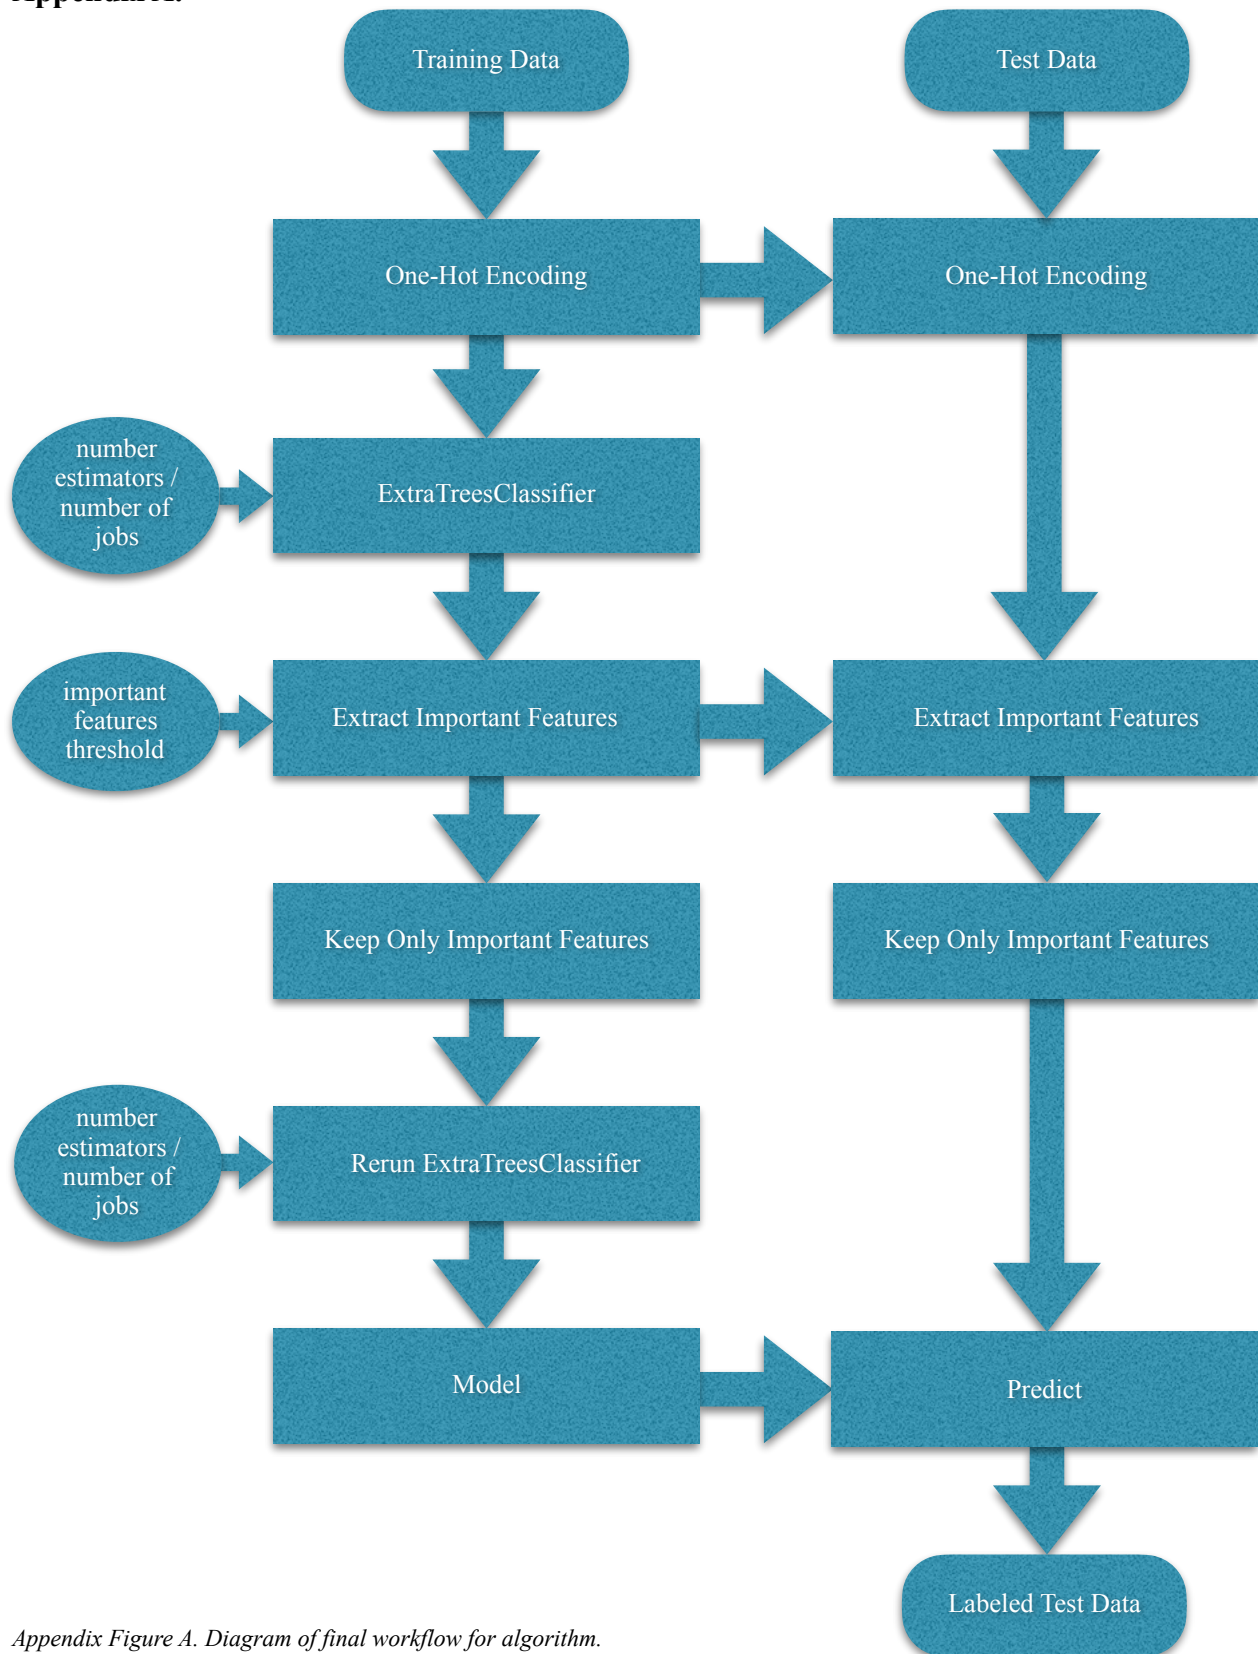 Appendix A.
Training Data
Test Data
One-Hot Encoding
One-Hot Encoding
number
estimators /
number of
jobs
ExtraTreesClassifier
important
features
threshold
Extract Important Features
Extract Important Features
Keep Only Important Features
Keep Only Important Features
number
estimators /
number of
jobs
Rerun ExtraTreesClassifier
Model
Predict
Labeled Test Data
Appendix Figure A. Diagram of final workflow for algorithm.